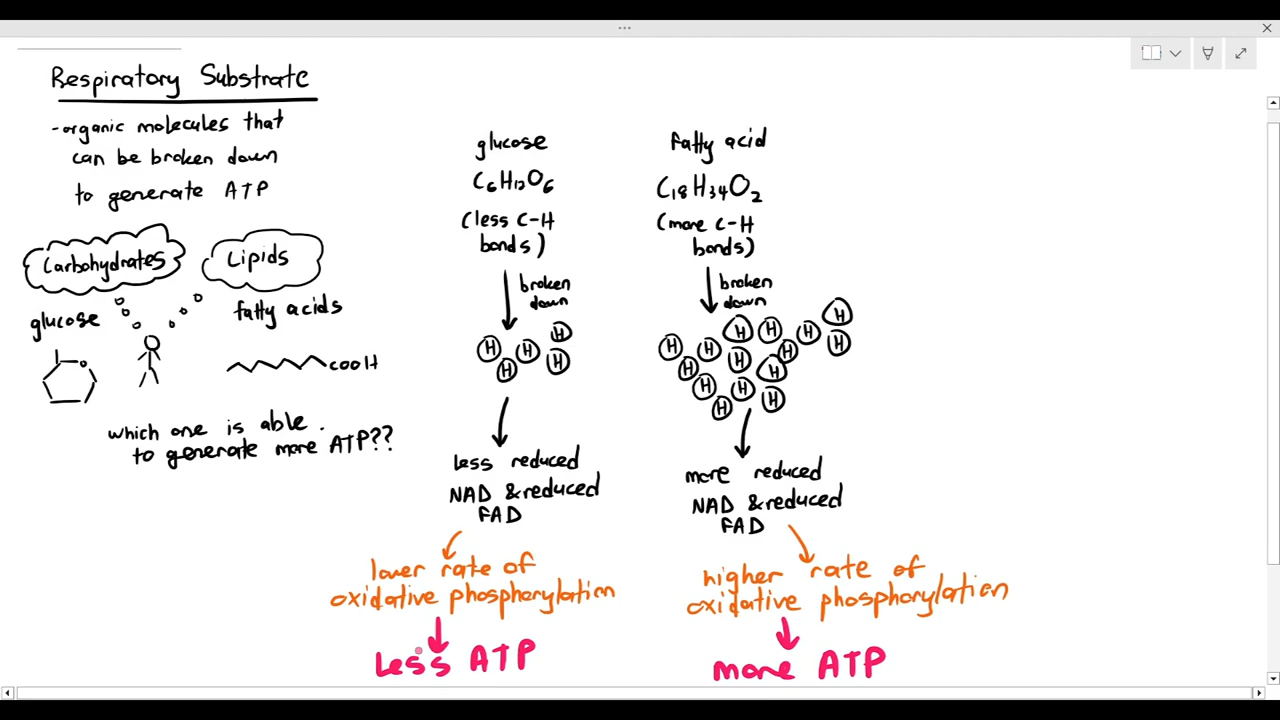 Respiratory Substrate
-organic molecules that
can be broken down
to generate ATP
Carbohydrates
Lipids
glucose
fatty acids
O
COOH
which one is able
to generate more ATP??
glucose
C6H12O6
(less C-H
bonds)
broken
down
H H H H H
less reduced
NAD & reduced
FAD
lower rate of
oxidative phosphorylation
less ATP
fatty acid
C18H34O2
(more C-H
bonds)
broken
down
H H H H H H H H H H H H H H H
more reduced
NAD & reduced
FAD
higher rate of
oxidative phosphorylation
more ATP